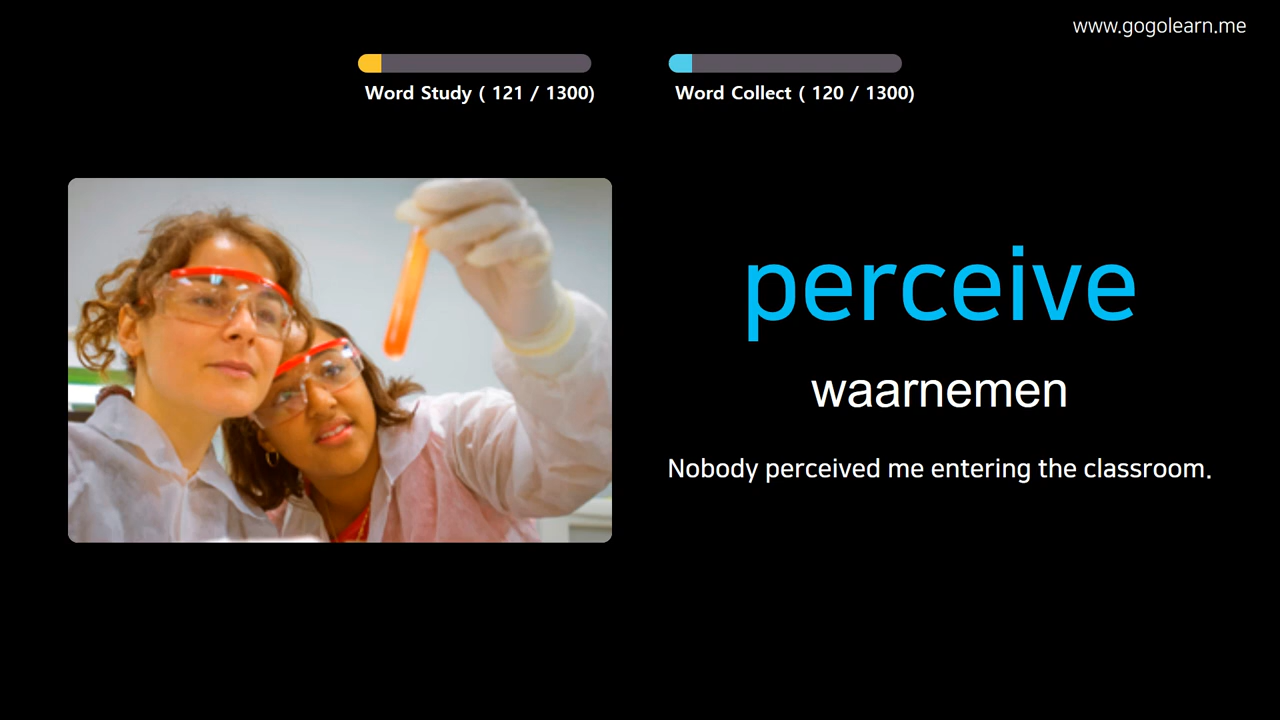 www.gogolearn.me
Word Study ( 121 / 1300)
Word Collect ( 120 / 1300)
perceive
waarnemen
Nobody perceived me entering the classroom.